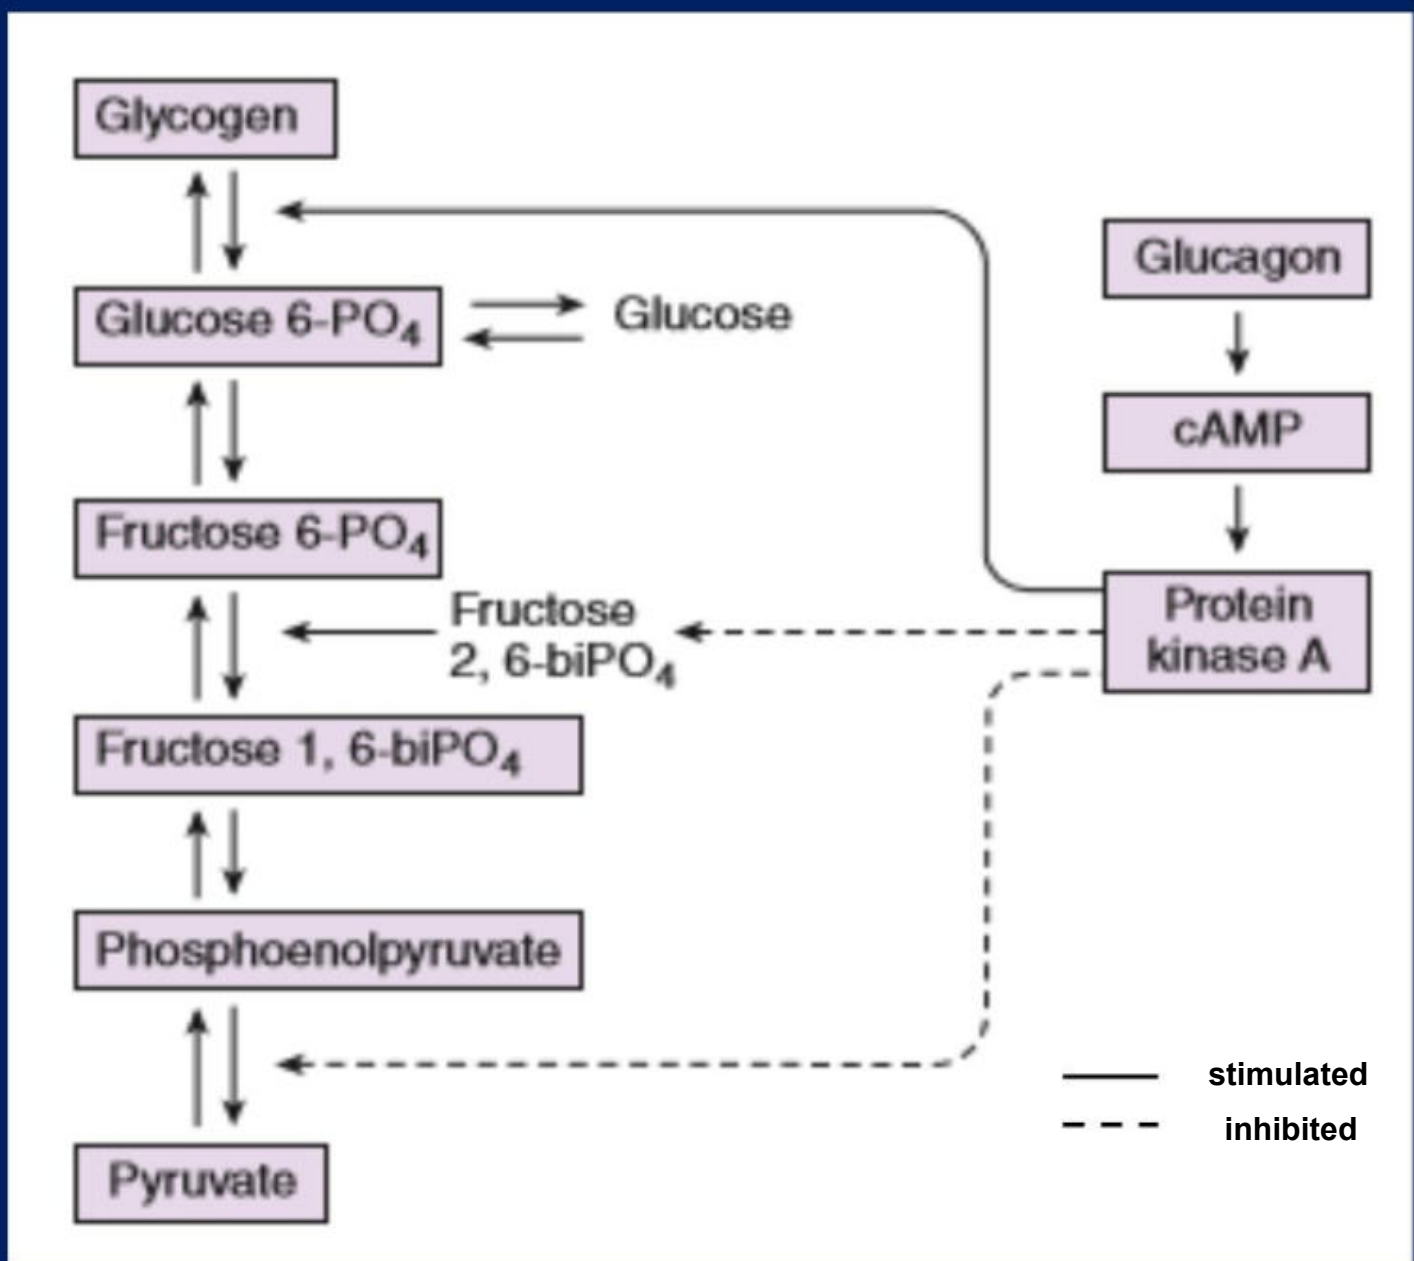 Glycogen
Glucagon
Glucose 6-PO₄
Glucose
cAMP
Fructose 6-PO₄
Fructose
2, 6-biPO₄
Protein
kinase A
Fructose 1, 6-biPO₄
Phosphoenolpyruvate
stimulated
inhibited
Pyruvate